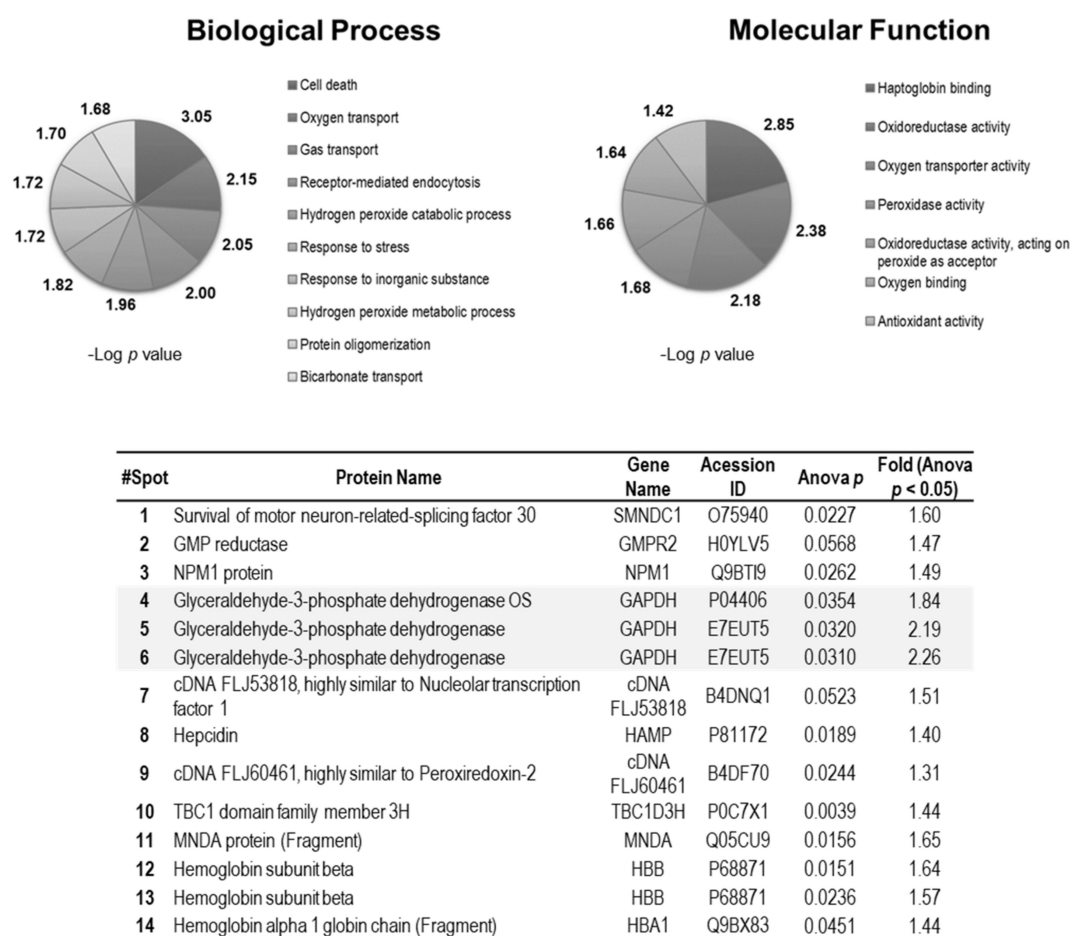 Biological Process
3.05
2.15
2.05
2.00
1.96
1.82
1.72
1.72
1.70
1.68
-Log p value
Cell death
Oxygen transport
Gas transport
Receptor-mediated endocytosis
Hydrogen peroxide catabolic process
Response to stress
Response to inorganic substance
Hydrogen peroxide metabolic process
Protein oligomerization
Bicarbonate transport
Molecular Function
2.85
2.38
2.18
1.68
1.66
1.64
1.42
-Log p value
Haptoglobin binding
Oxidoreductase activity
Oxygen transporter activity
Peroxidase activity
Oxidoreductase activity, acting on
peroxide as acceptor
Oxygen binding
Antioxidant activity
#Spot Protein Name Gene Name Acession ID Anova p Fold (Anova p < 0.05)
1 Survival of motor neuron-related-splicing factor 30 SMNDC1 O75940 0.0227 1.60
2 GMP reductase GMPR2 H0YLV5 0.0568 1.47
3 NPM1 protein NPM1 Q9BTI9 0.0262 1.49
4 Glyceraldehyde-3-phosphate dehydrogenase OS GAPDH P04406 0.0354 1.84
5 Glyceraldehyde-3-phosphate dehydrogenase GAPDH E7EUT5 0.0320 2.19
6 Glyceraldehyde-3-phosphate dehydrogenase GAPDH E7EUT5 0.0310 2.26
7 cDNA FLJ53818, highly similar to Nucleolar transcription factor 1 cDNA FLJ53818 B4DNQ1 0.0523 1.51
8 Hepcidin HAMP P81172 0.0189 1.40
9 cDNA FLJ60461, highly similar to Peroxiredoxin-2 cDNA FLJ60461 B4DF70 0.0244 1.31
10 TBC1 domain family member 3H TBC1D3H P0C7X1 0.0039 1.44
11 MNDA protein (Fragment) MNDA Q05CU9 0.0156 1.65
12 Hemoglobin subunit beta HBB P68871 0.0151 1.64
13 Hemoglobin subunit beta HBB P68871 0.0236 1.57
14 Hemoglobin alpha 1 globin chain (Fragment) HBA1 Q9BX83 0.0451 1.44